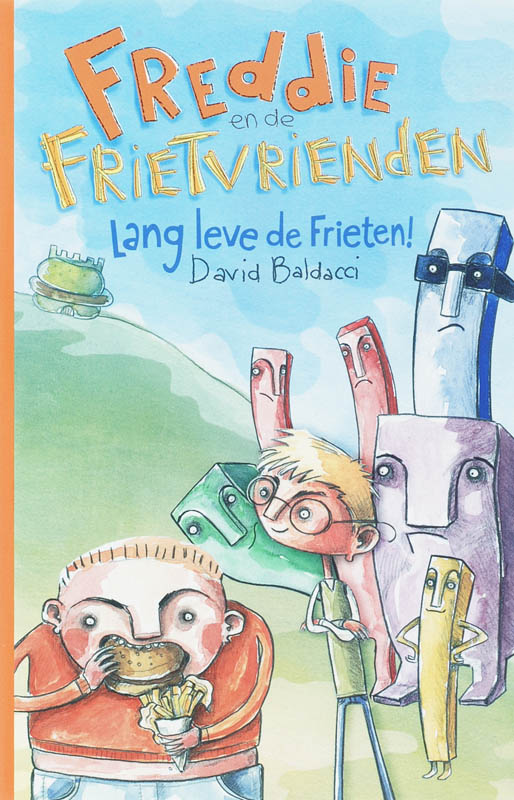 FReddie
en de
FRIETVRIENDEN
Lang leve de Frieten!
David Baldacci